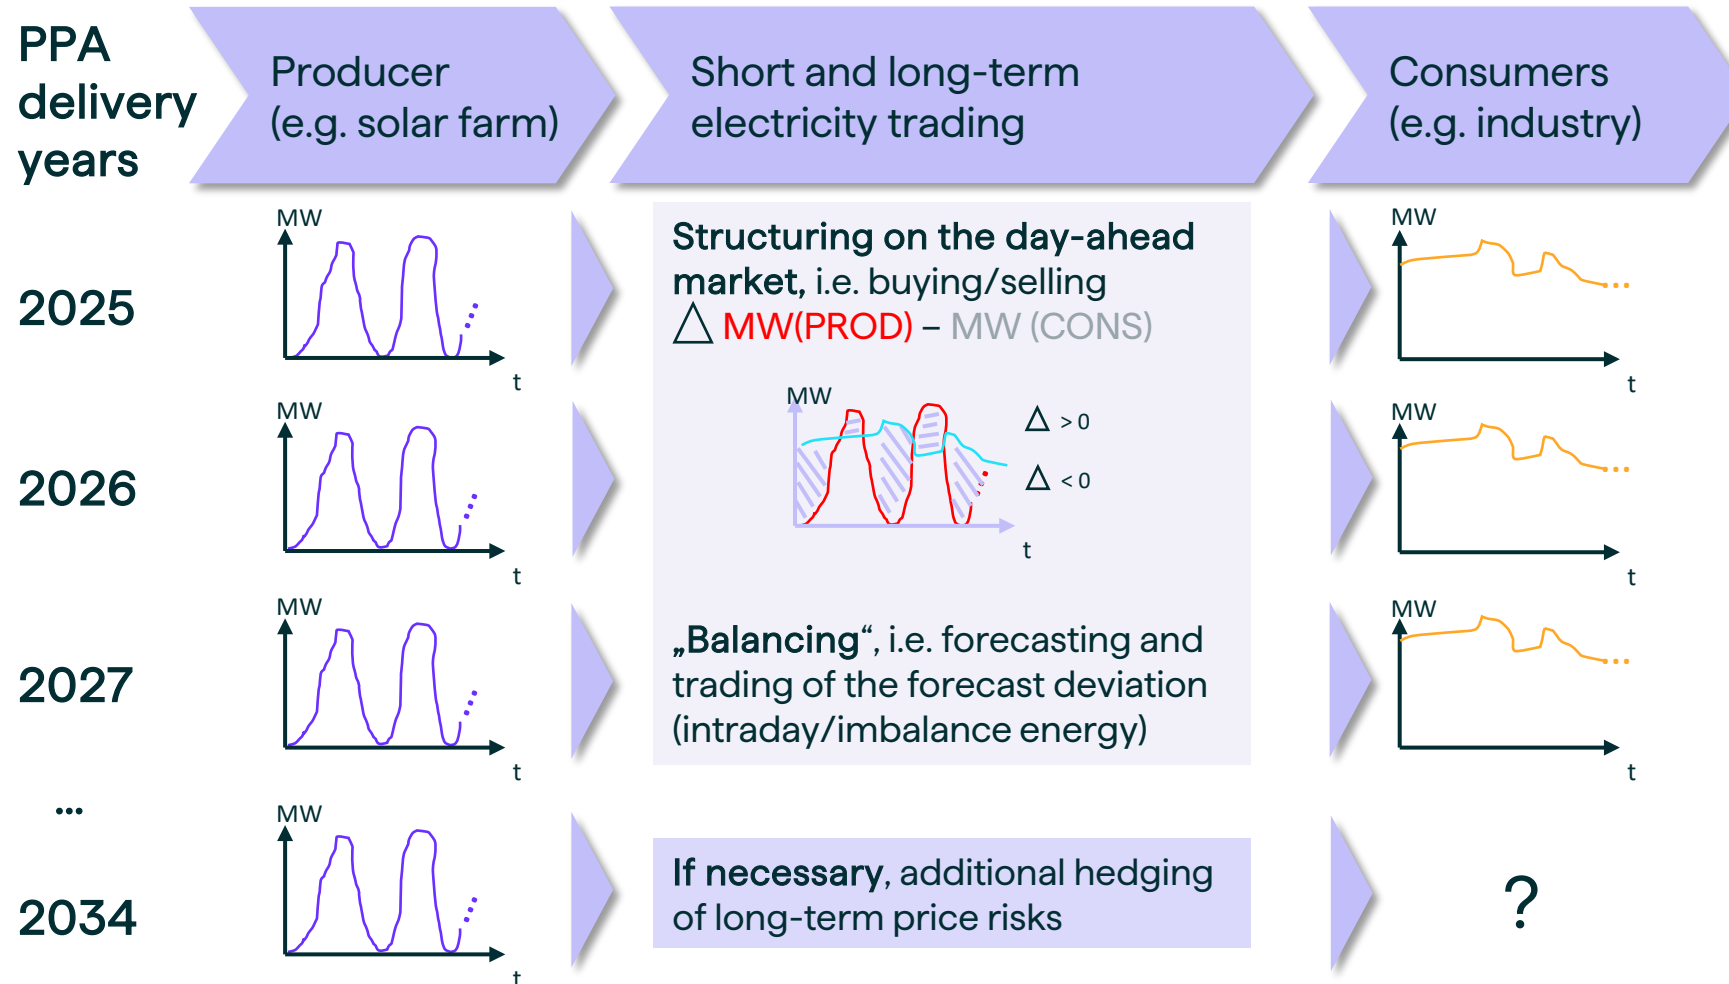 PPA
delivery
years
Producer
(e.g. solar farm)
Short and long-term
electricity trading
Consumers
(e.g. industry)
2025
MW
t
Structuring on the day-ahead
market, i.e. buying/selling
△ MW(PROD) – MW (CONS)
MW
t
2026
MW
t
MW
Δ > 0
Δ < 0
t
MW
t
2027
MW
t
„Balancing“, i.e. forecasting and
trading of the forecast deviation
(intraday/imbalance energy)
MW
t
...
2034
MW
t
If necessary, additional hedging
of long-term price risks
?